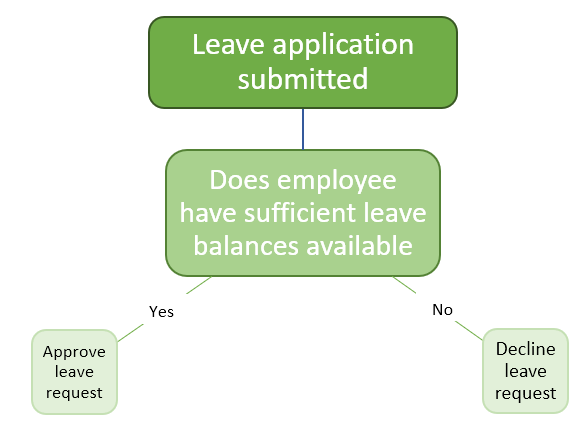 Leave application
submitted
Does employee
have sufficient leave
balances available
Yes
No
Approve
leave
request
Decline
leave
request